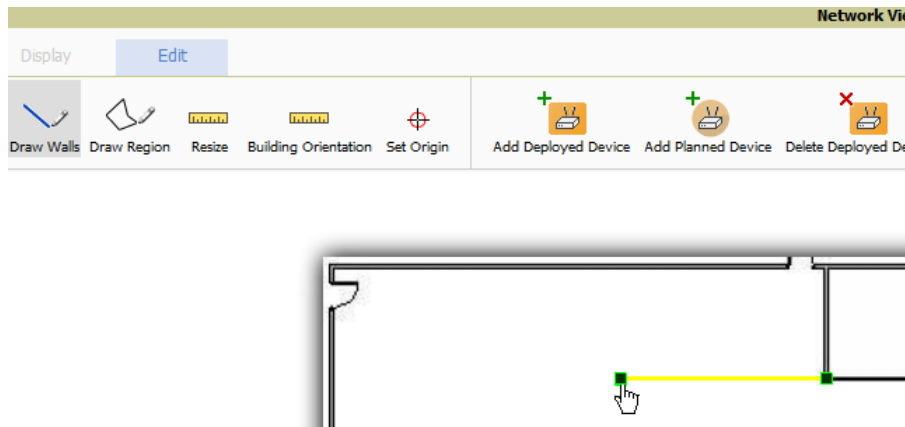 Network Vi
Display Edit
Draw Walls Draw Region Resize Building Orientation Set Origin Add Deployed Device Add Planned Device Delete Deployed De